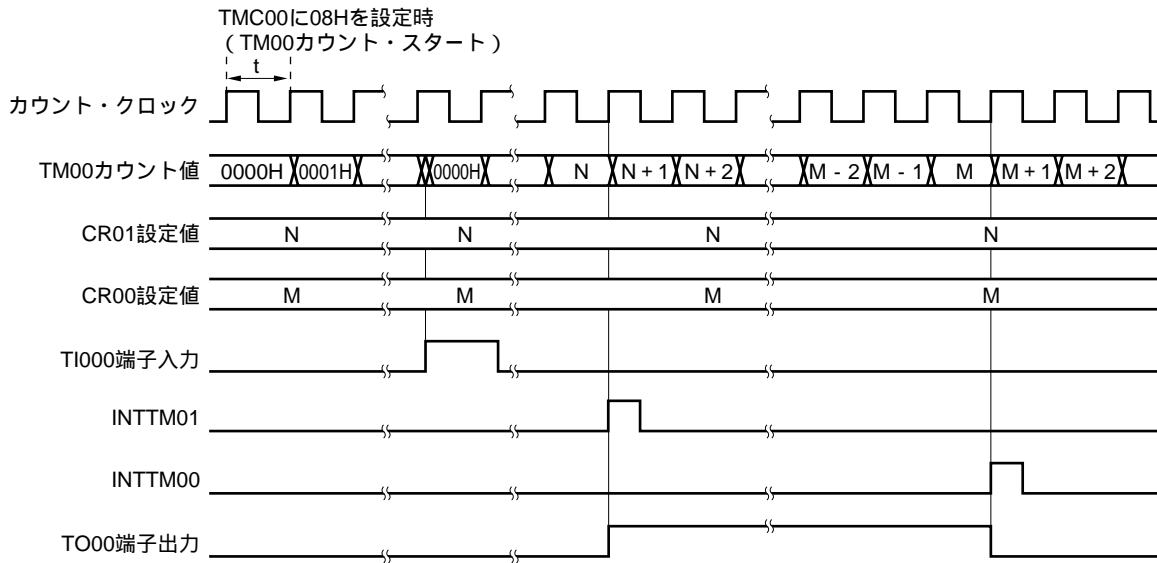 TMC00に08Hを設定時
（TM00カウント・スタート）
t
カウント・クロック
TM00カウント値 0000H 0001H 0000H N N + 1 N + 2 M - 2 M - 1 M M + 1 M + 2
CR01設定値 N N N N
CR00設定値 M M M M
TI000端子入力
INTTM01
INTTM00
TO00端子出力